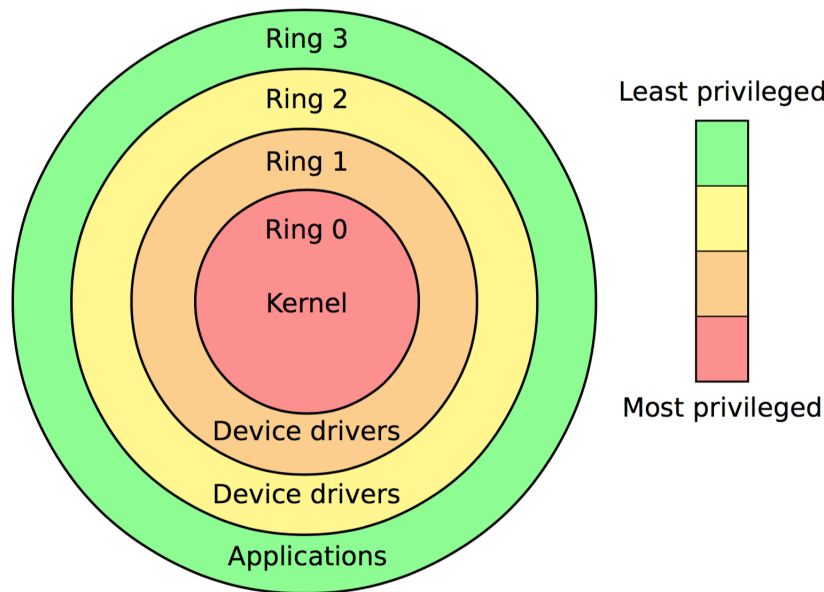 Ring 3
Ring 2
Ring 1
Ring 0
Kernel
Device drivers
Device drivers
Applications
Least privileged
Most privileged